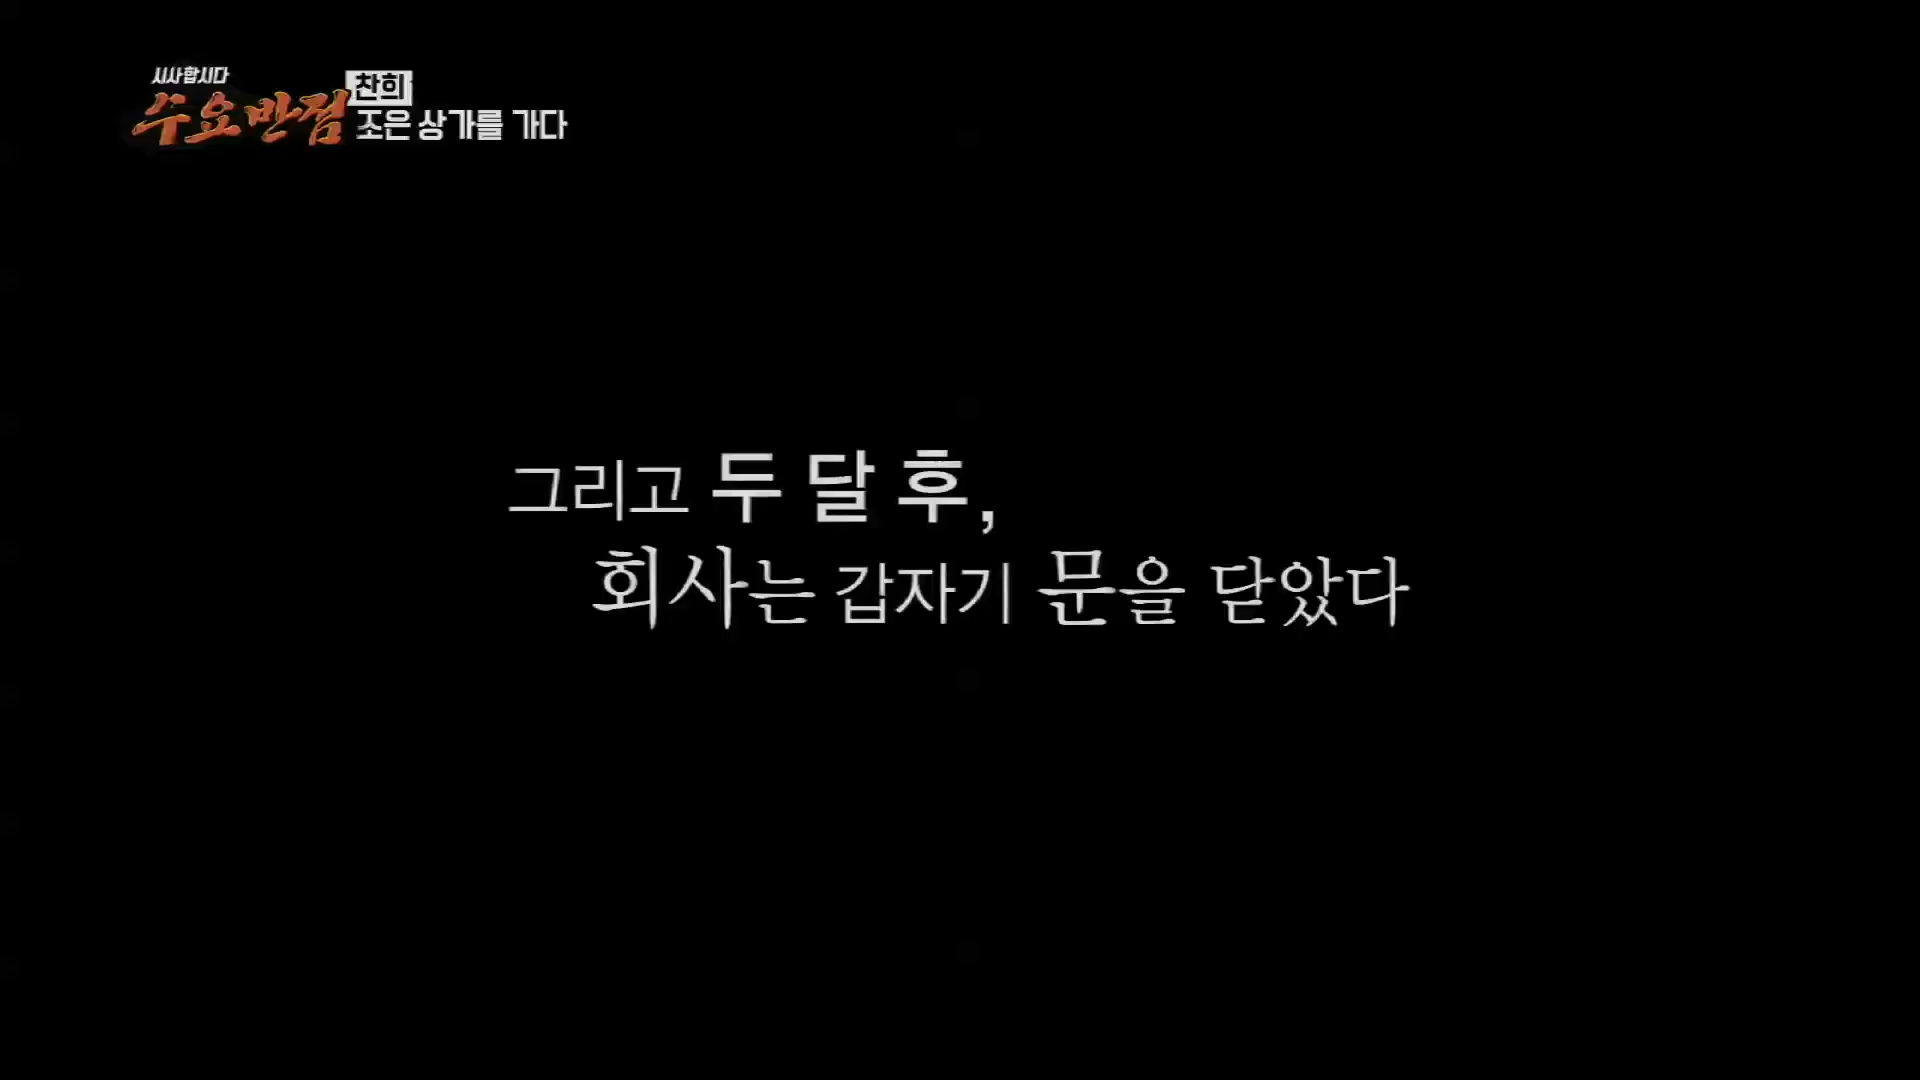 시사합시다
수요반점
찬희
조은 상가를 가다
그리고 두 달 후,
회사는 갑자기 문을 닫았다